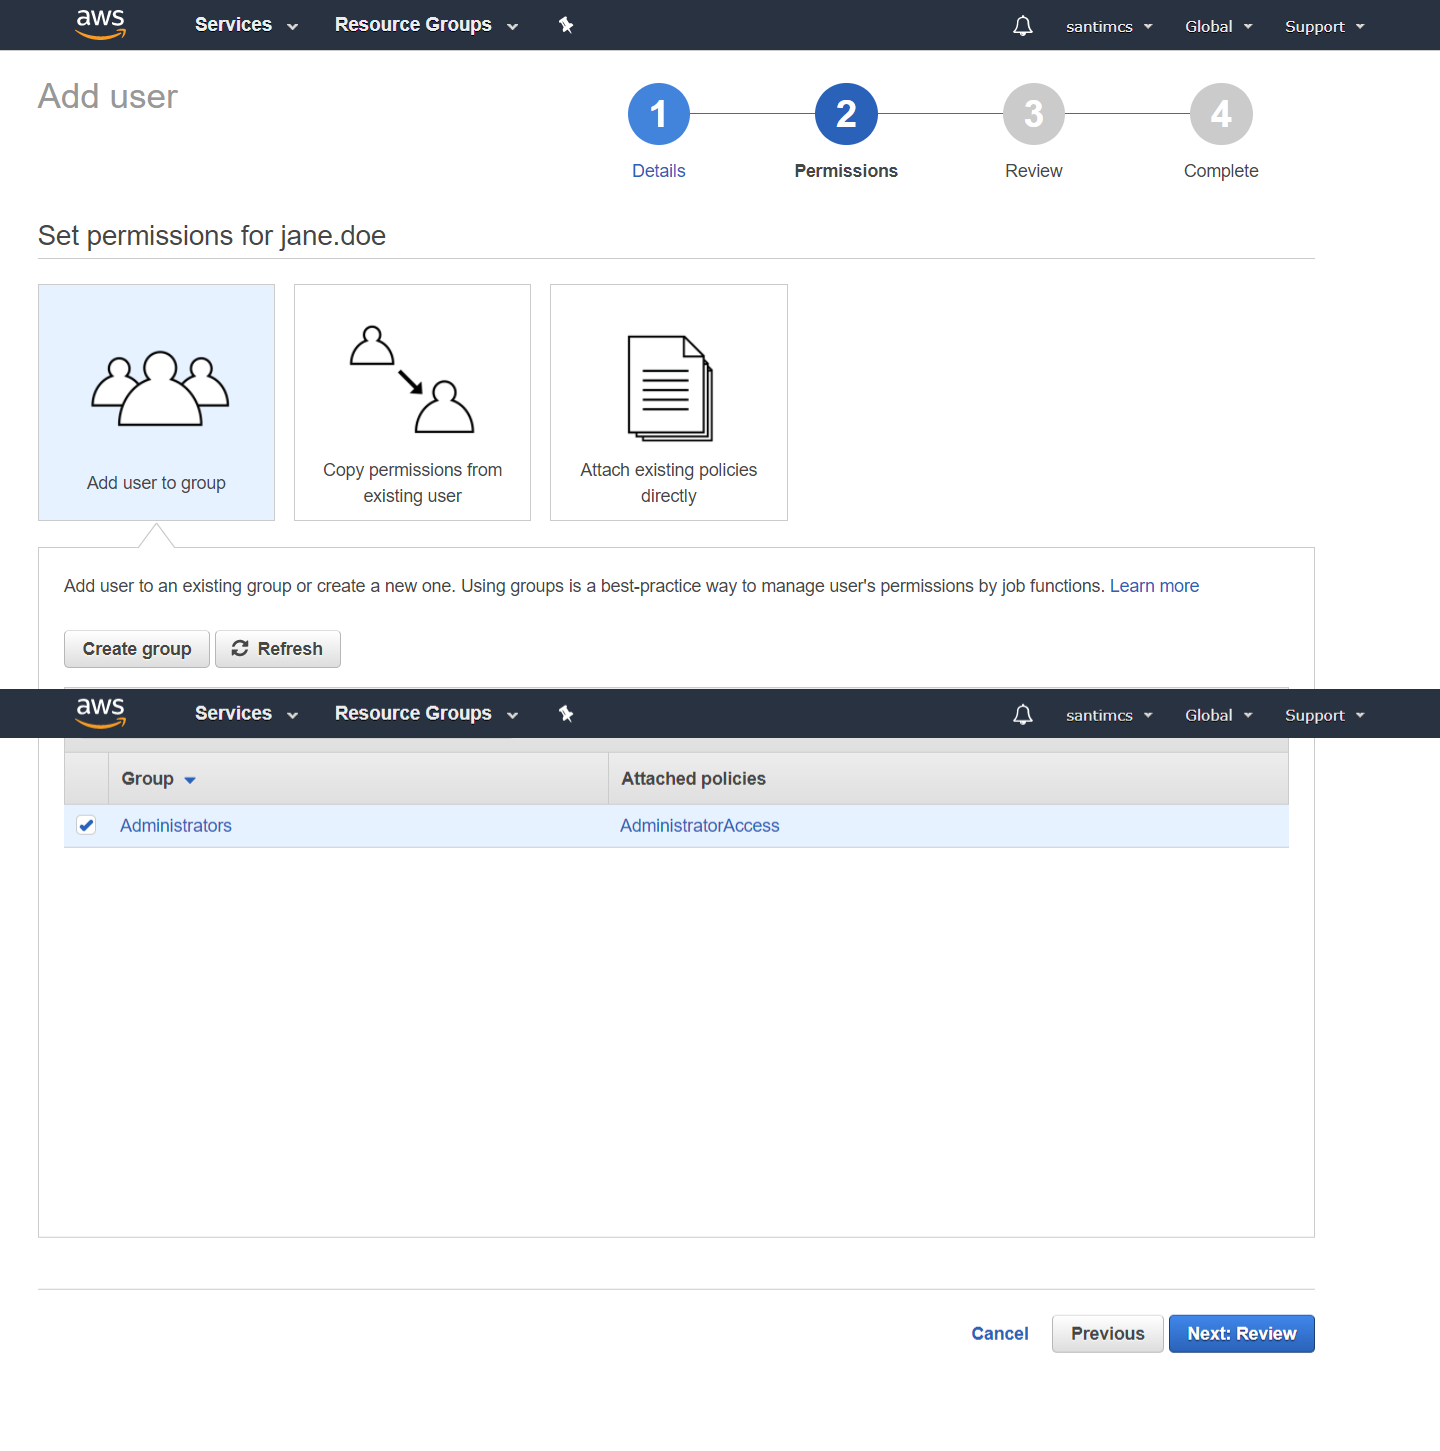 aws Services Resource Groups santimcs Global Support
Add user
1 2 3 4
Details Permissions Review Complete
Set permissions for jane.doe
Add user to group
Copy permissions from
existing user
Attach existing policies
directly
Add user to an existing group or create a new one. Using groups is a best-practice way to manage user's permissions by job functions. Learn more
Create group Refresh
aws Services Resource Groups santimcs Global Support
Group Attached policies
Administrators AdministratorAccess
Cancel Previous Next: Review